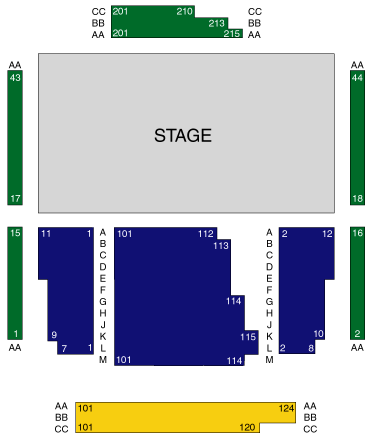 CC 201 210 CC
BB 213 BB
AA 201 215 AA
AA AA
43 44
STAGE
17 18
15 11 1 A 101 112 A 2 12 16
B 113 B
C C
D D
E E
F F
G 114 G
H H
J J
1 9 K 115 K 10 2
AA 7 1 L L 2 8 AA
M 101 114 M
AA 101 124 AA
BB BB
CC 101 120 CC